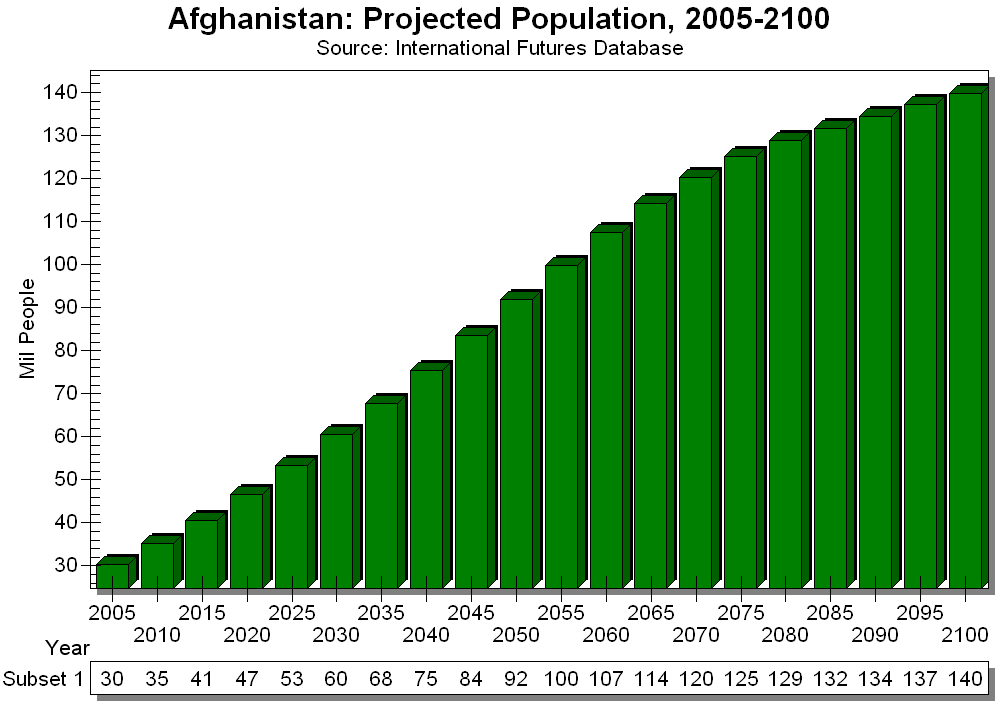 Afghanistan: Projected Population, 2005-2100
Source: International Futures Database
140
130
120
110
100
90
80
70
60
50
40
30
Mil People
2005 2015 2025 2035 2045 2055 2065 2075 2085 2095
2010 2020 2030 2040 2050 2060 2070 2080 2090 2100
Year
Subset 1 30 35 41 47 53 60 68 75 84 92 100 107 114 120 125 129 132 134 137 140